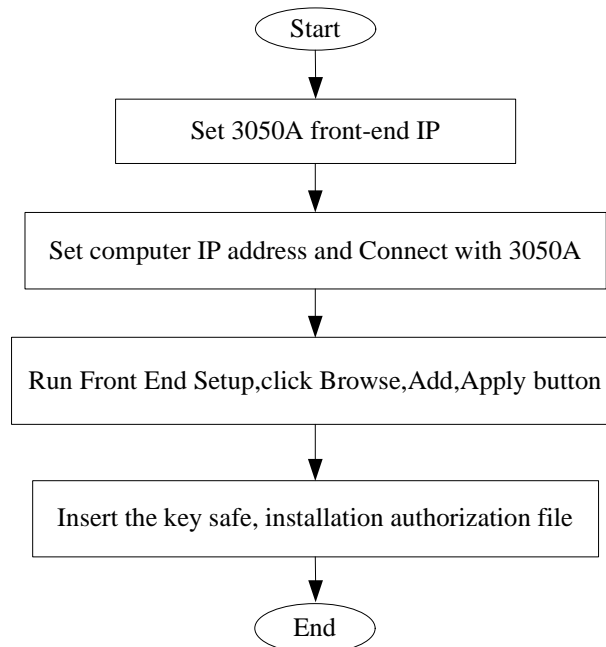 Start
Set 3050A front-end IP
Set computer IP address and Connect with 3050A
Run Front End Setup,click Browse,Add,Apply button
Insert the key safe, installation authorization file
End